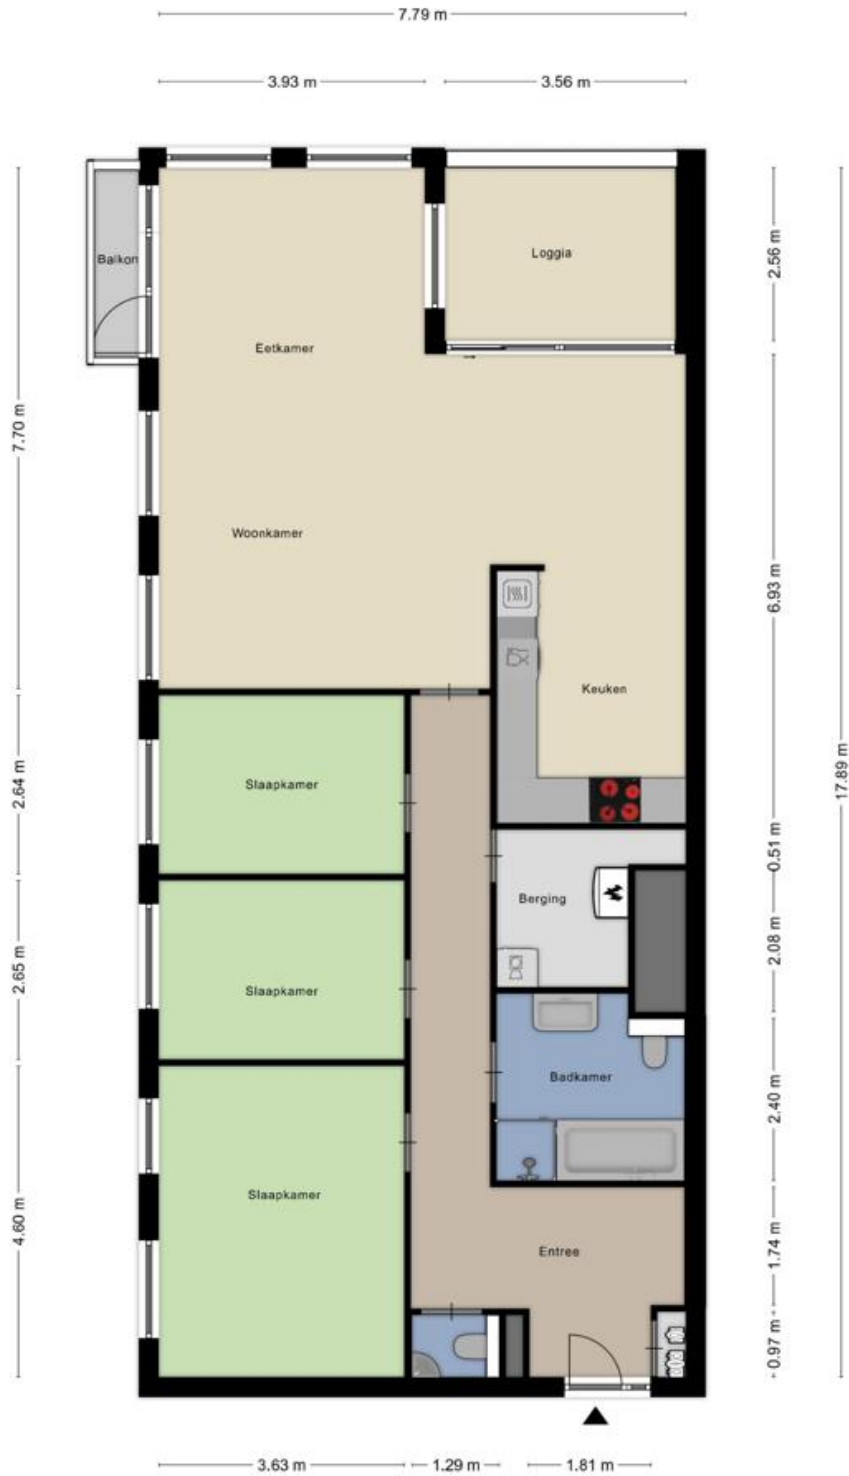 7.79 m
3.93 m
3.56 m
Balkon
Loggia
2.56 m
Eetkamer
7.70 m
Woonkamer
6.93 m
Keuken
17.89 m
Slaapkamer
2.64 m
0.51 m
Berging
2.08 m
Slaapkamer
2.65 m
Badkamer
2.40 m
Slaapkamer
4.60 m
Entree
1.74 m
0.97 m
3.63 m
1.29 m
1.81 m